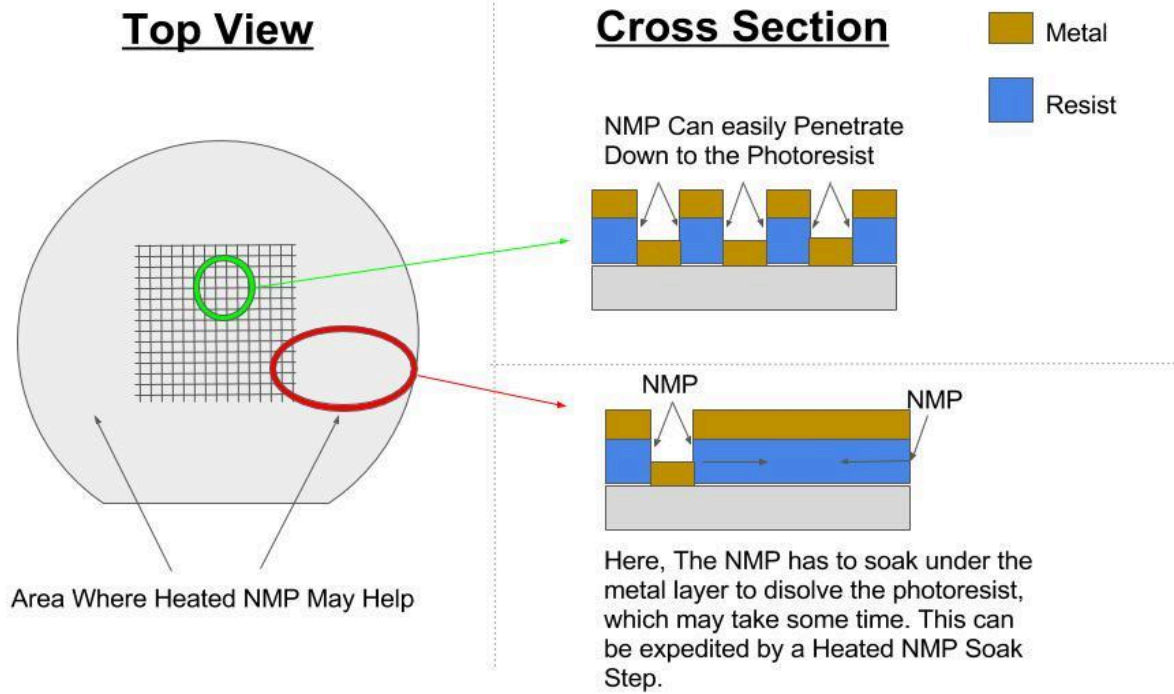 Top View
Cross Section
Metal
Resist
NMP Can easily Penetrate
Down to the Photoresist
NMP
NMP
Area Where Heated NMP May Help
Here, The NMP has to soak under the
metal layer to disolve the photoresist,
which may take some time. This can
be expedited by a Heated NMP Soak
Step.